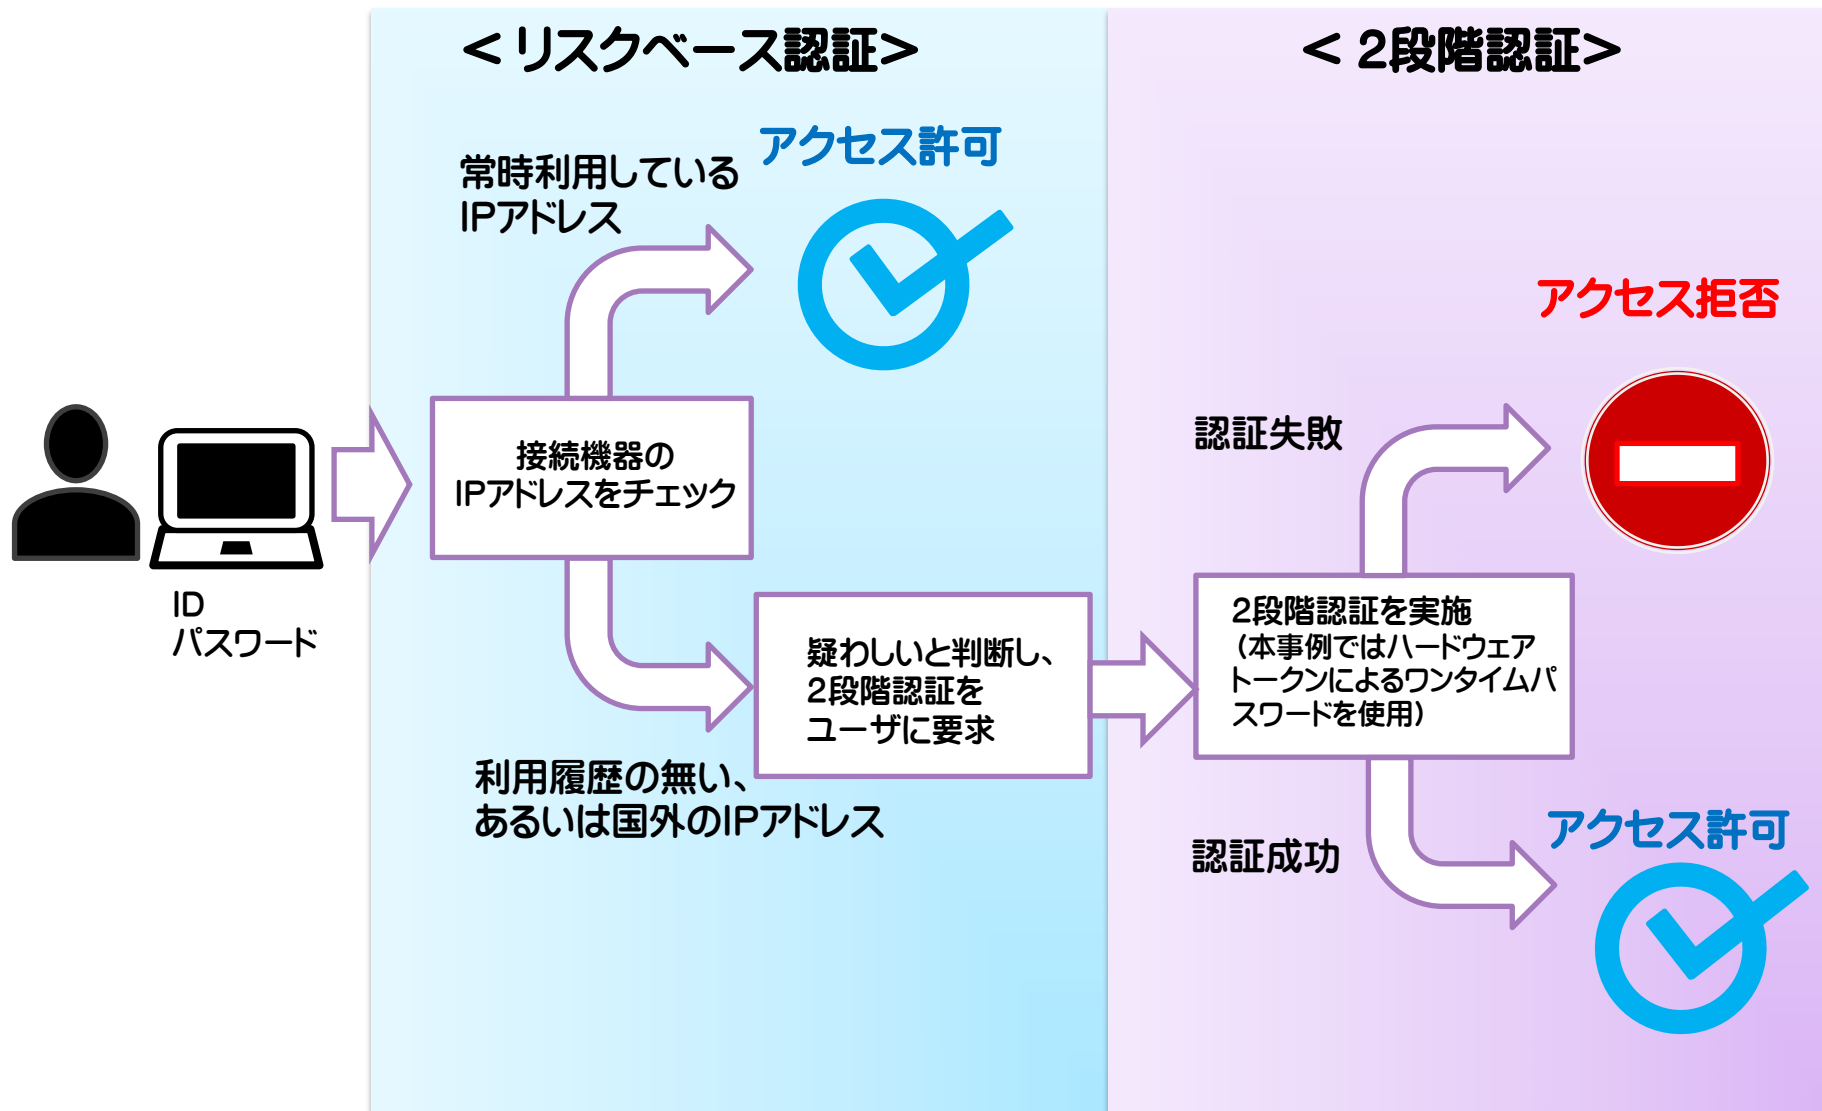 ＜リスクベース認証＞
＜２段階認証＞
アクセス許可
常時利用している
IPアドレス
アクセス拒否
認証失敗
接続機器の
IPアドレスをチェック
ID
パスワード
疑わしいと判断し、
2段階認証を
ユーザに要求
2段階認証を実施
（本事例ではハードウェア
トークンによるワンタイムパ
スワードを使用）
利用履歴の無い、
あるいは国外のIPアドレス
認証成功
アクセス許可